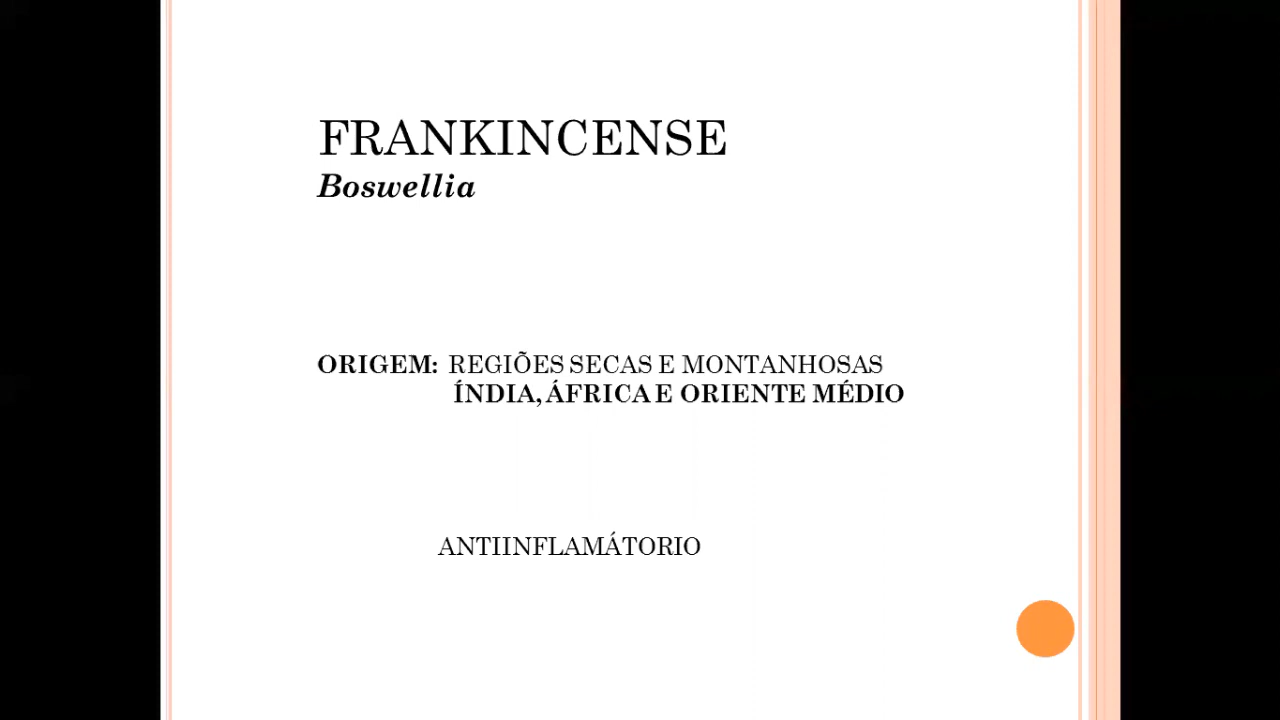 FRANKINCENSE
Boswellia
ORIGEM: REGIÕES SECAS E MONTANHOSAS
ÍNDIA, ÁFRICA E ORIENTE MÉDIO
ANTIINFLAMÁTORIO